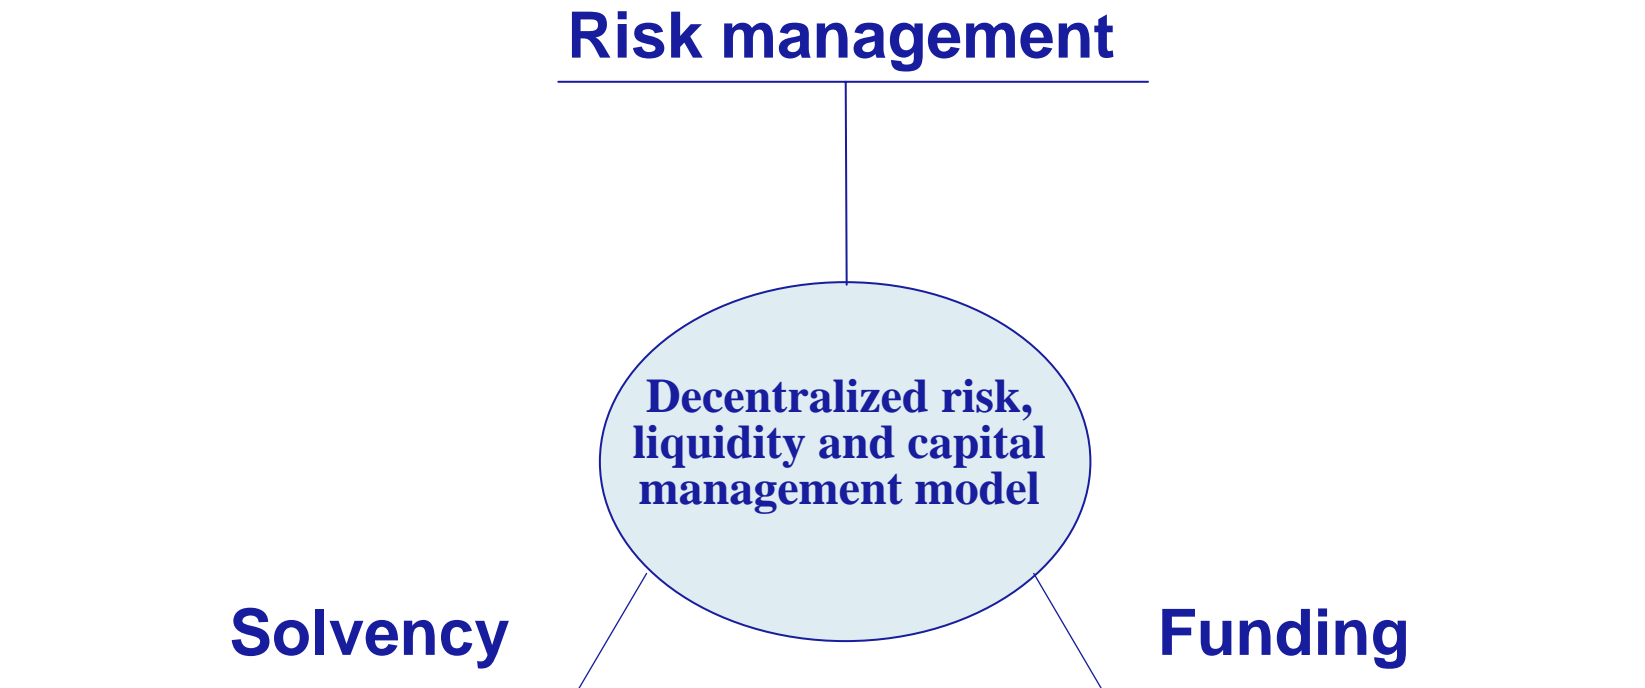 Risk management
Decentralized risk,
liquidity and capital
management model
Solvency
Funding